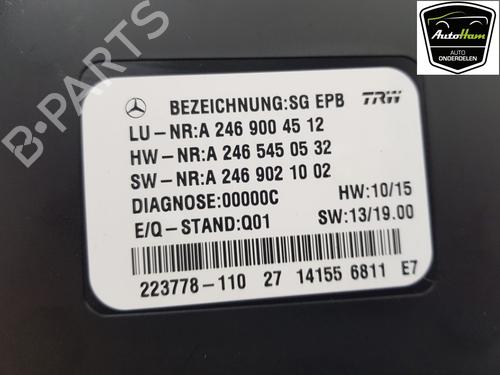 AutoHam
AUTO
ONDERDELEN
B-PARTS
BEZEICHNUNG:SG EPB TRW
LU-NR:A 246 900 45 12
HW-NR:A 246 545 05 32
SW-NR:A 246 902 10 02
DIAGNOSE:00000C HW:10/15
E/Q-STAND:Q01 SW:13/19.00
223778-110 27 14155 6811 E7